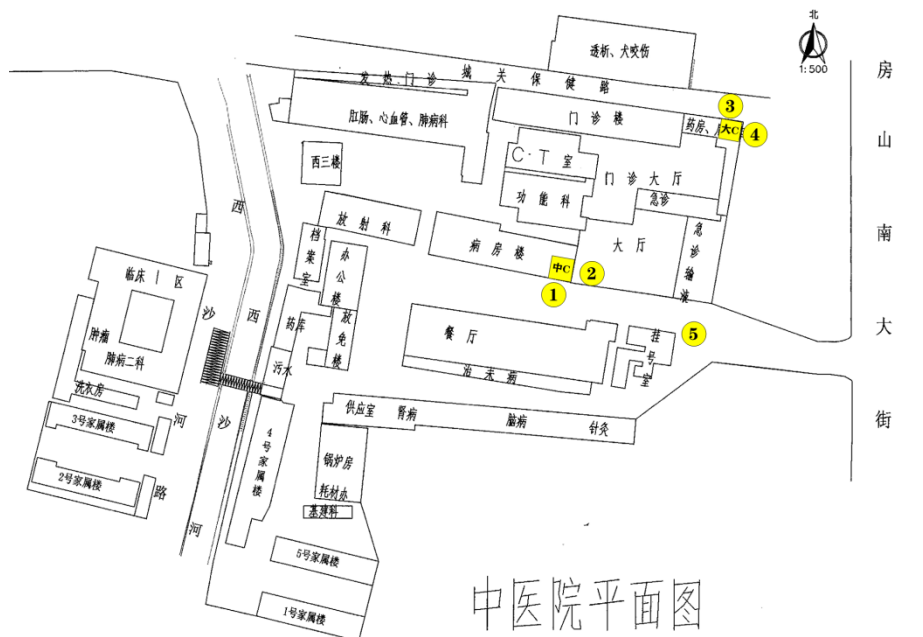 北
1:500
透析、犬咬伤
城关保健路
发热门诊
肛肠、心血管、肺病科
门诊楼
药房、
大C
3
4
C·T室
门诊大厅
西三楼
功能科
急诊
放射科
病房楼
大厅
急诊输液
档案室
办公楼
中C
2
1
临床1区
药库
放免楼
餐厅
挂号室
5
肿瘤
肺病二科
污水
治未病
洗衣房
供应室
肾病
脑病
针灸
3号家属楼
4号家属楼
锅炉房
2号家属楼
耗材办
基建科
5号家属楼
1号家属楼
西沙河路
西沙河
房山南大街
中医院平面图